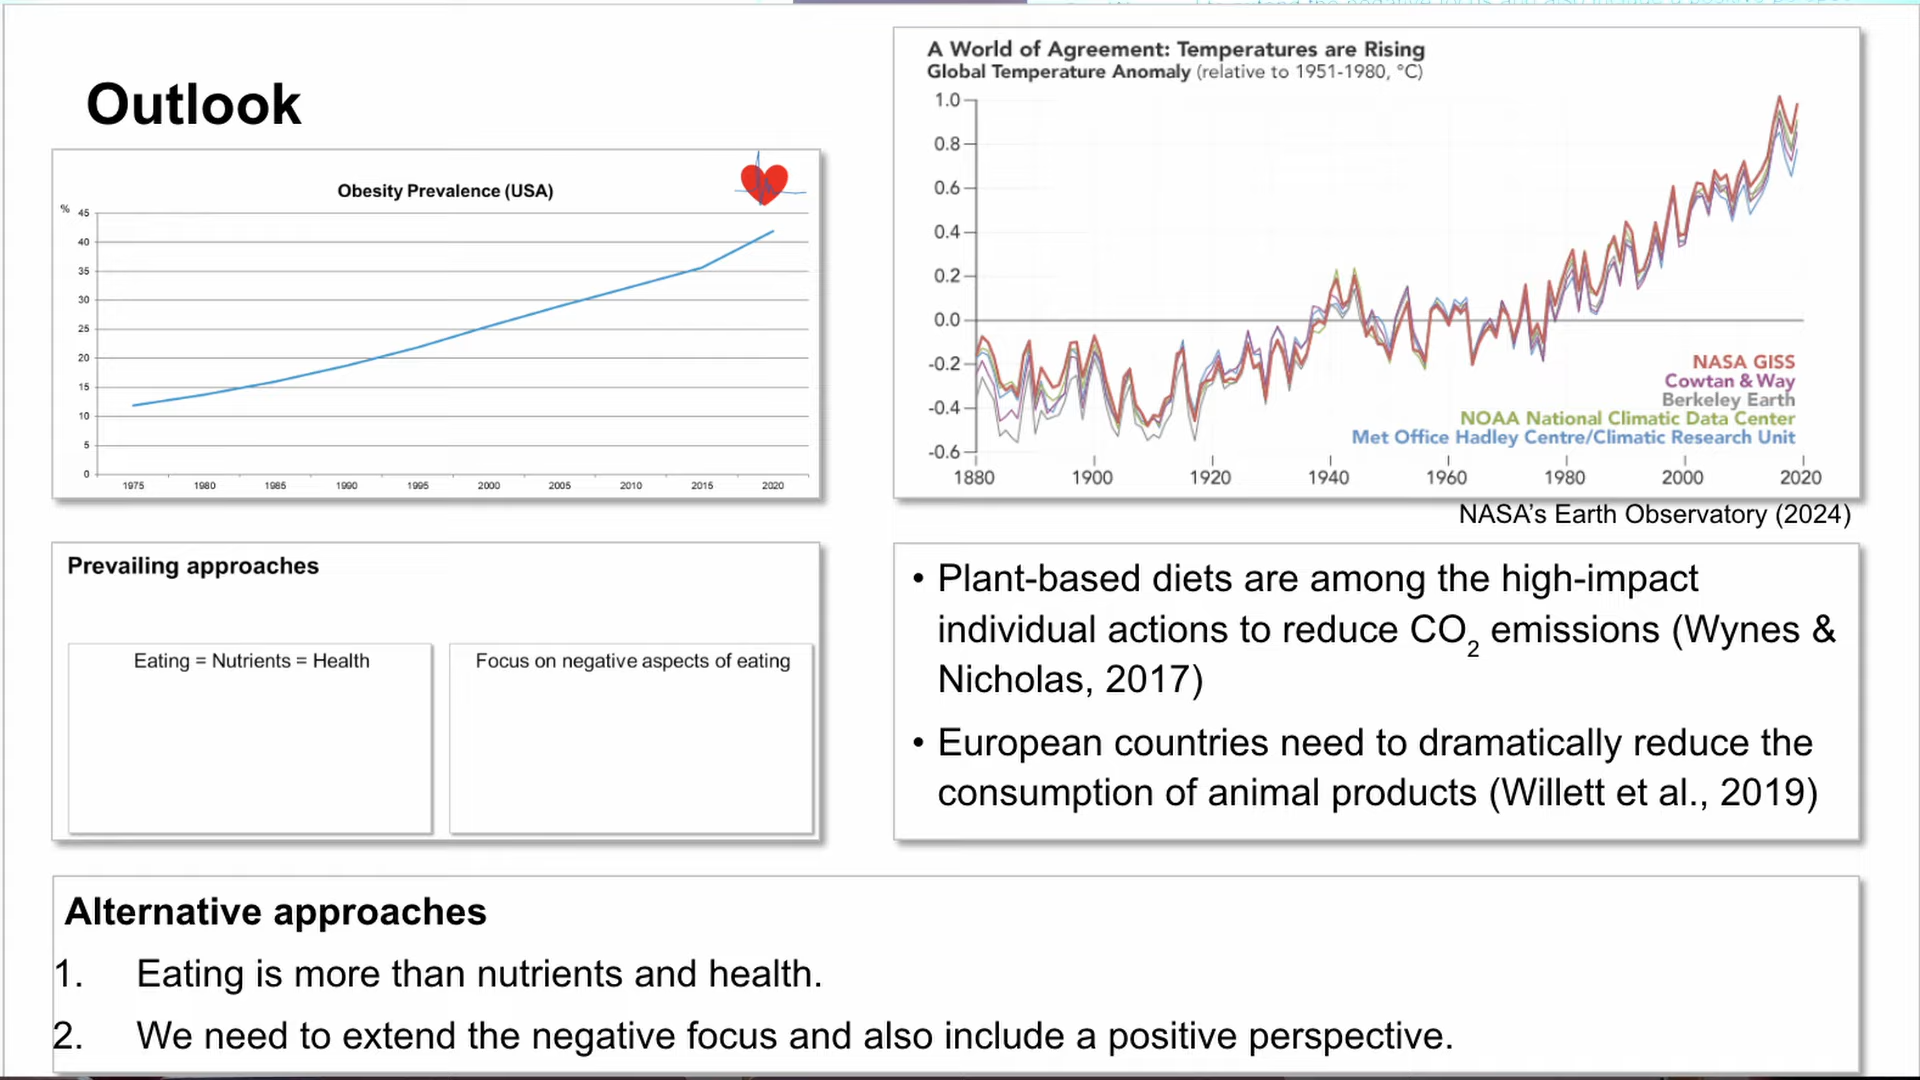 Outlook
Obesity Prevalence (USA)
%
45
40
35
30
25
20
15
10
5
0
1975 1980 1985 1990 1995 2000 2005 2010 2015 2020
A World of Agreement: Temperatures are Rising
Global Temperature Anomaly (relative to 1951-1980, °C)
1.0
0.8
0.6
0.4
0.2
0.0
-0.2
-0.4
-0.6
NASA GISS
Cowtan & Way
Berkeley Earth
NOAA National Climatic Data Center
Met Office Hadley Centre/Climatic Research Unit
1880 1900 1920 1940 1960 1980 2000 2020
NASA’s Earth Observatory (2024)
Prevailing approaches
Eating = Nutrients = Health
Focus on negative aspects of eating
• Plant-based diets are among the high-impact
individual actions to reduce CO₂ emissions (Wynes &
Nicholas, 2017)
• European countries need to dramatically reduce the
consumption of animal products (Willett et al., 2019)
Alternative approaches
1. Eating is more than nutrients and health.
2. We need to extend the negative focus and also include a positive perspective.